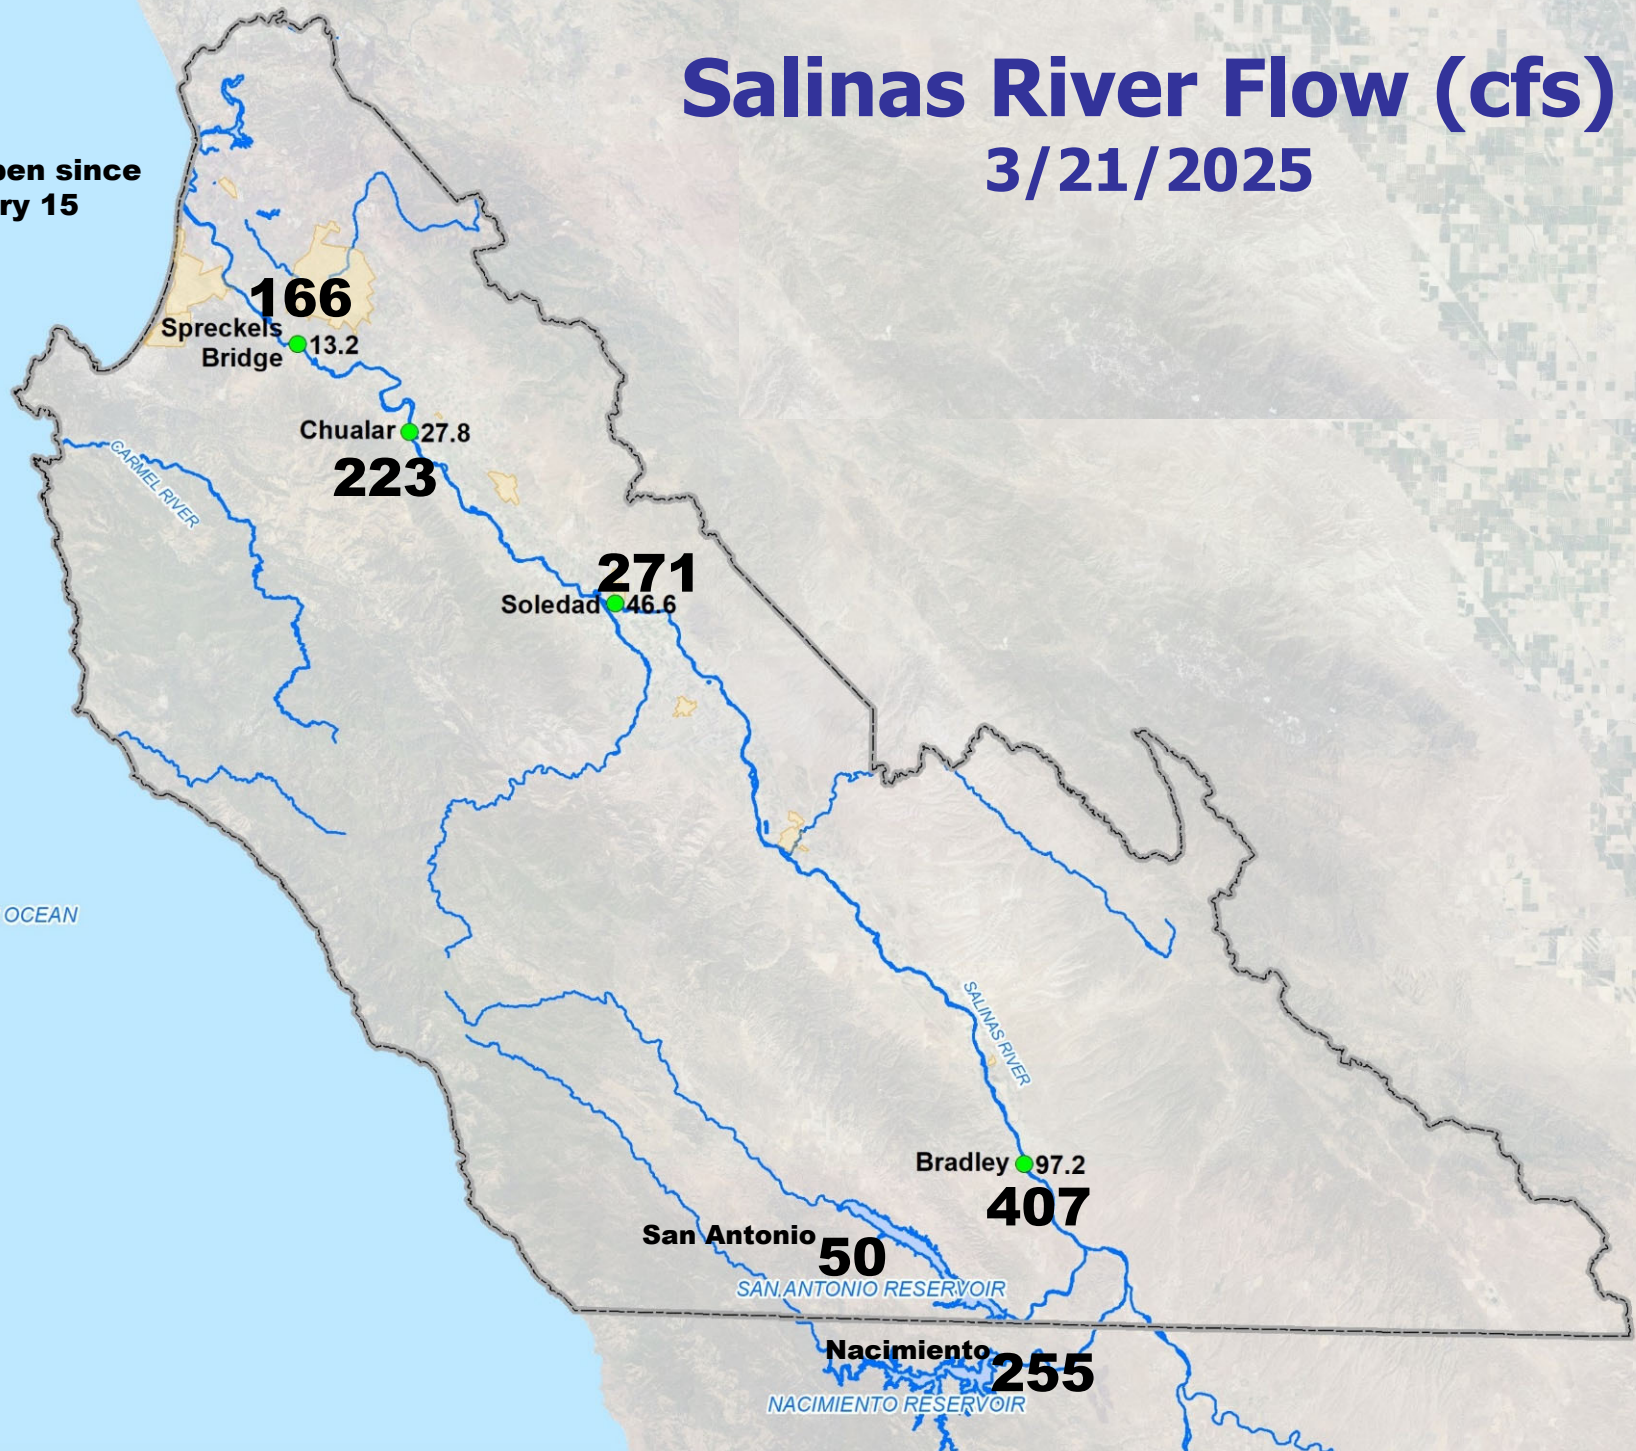 Salinas River Flow (cfs)
3/21/2025
since
15
166
Spreckels
Bridge
13.2
Chualar
27.8
223
CARMEL RIVER
271
Soledad
46.6
OCEAN
SALINAS RIVER
Bradley
97.2
407
San Antonio
50
SAN ANTONIO RESERVOIR
Nacimiento
255
NACIMIENTO RESERVOIR